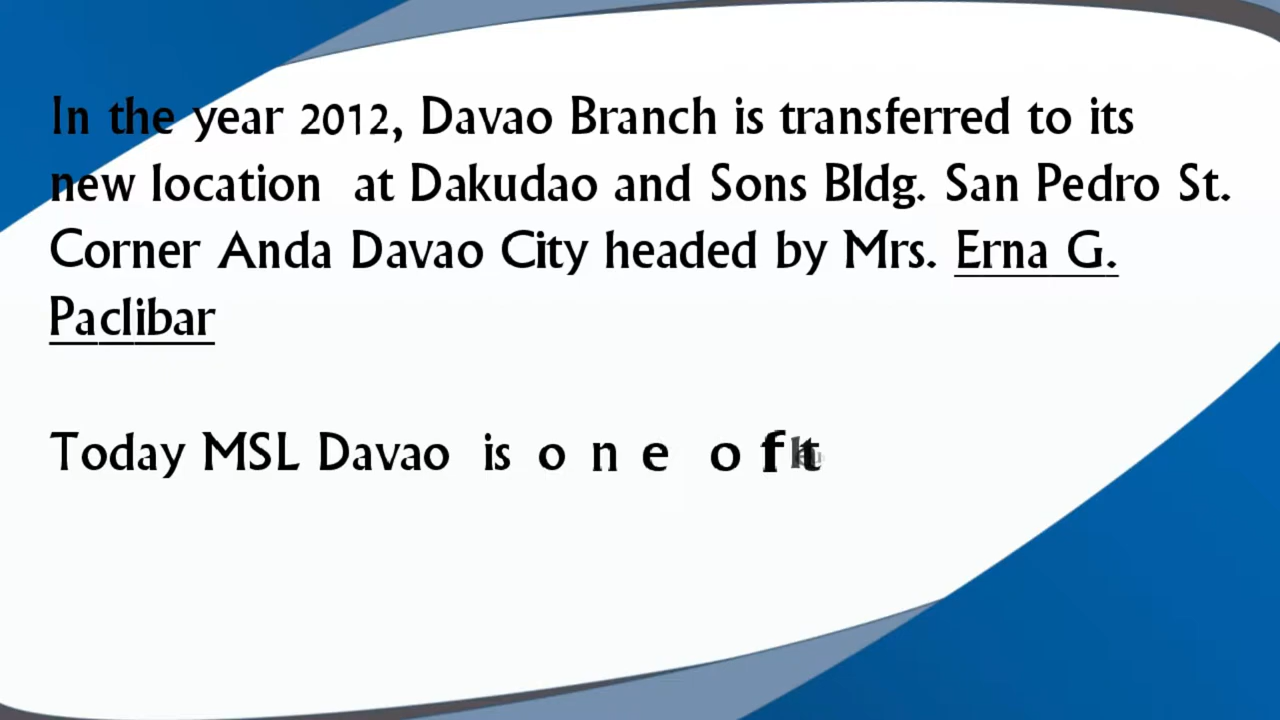 In the year 2012, Davao Branch is transferred to its
new location at Dakudao and Sons Bldg. San Pedro St.
Corner Anda Davao City headed by Mrs. Erna G.
Paclibar
Today MSL Davao is one of